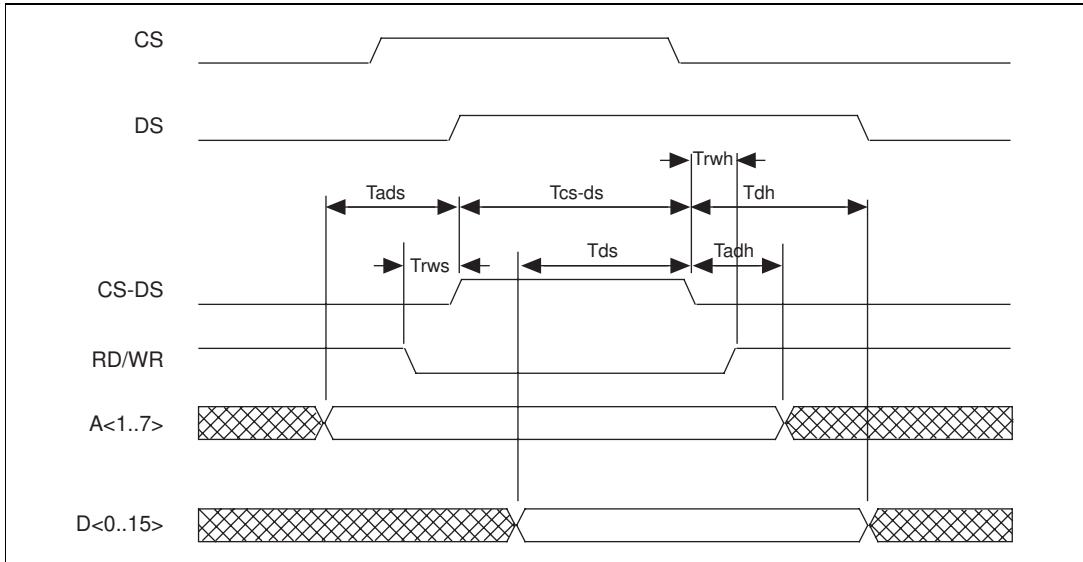 CS
DS
Trwh
Tads
Tcs-ds
Tdh
Trws
Tds
Tadh
CS-DS
RD/WR
A<1..7>
D<0..15>